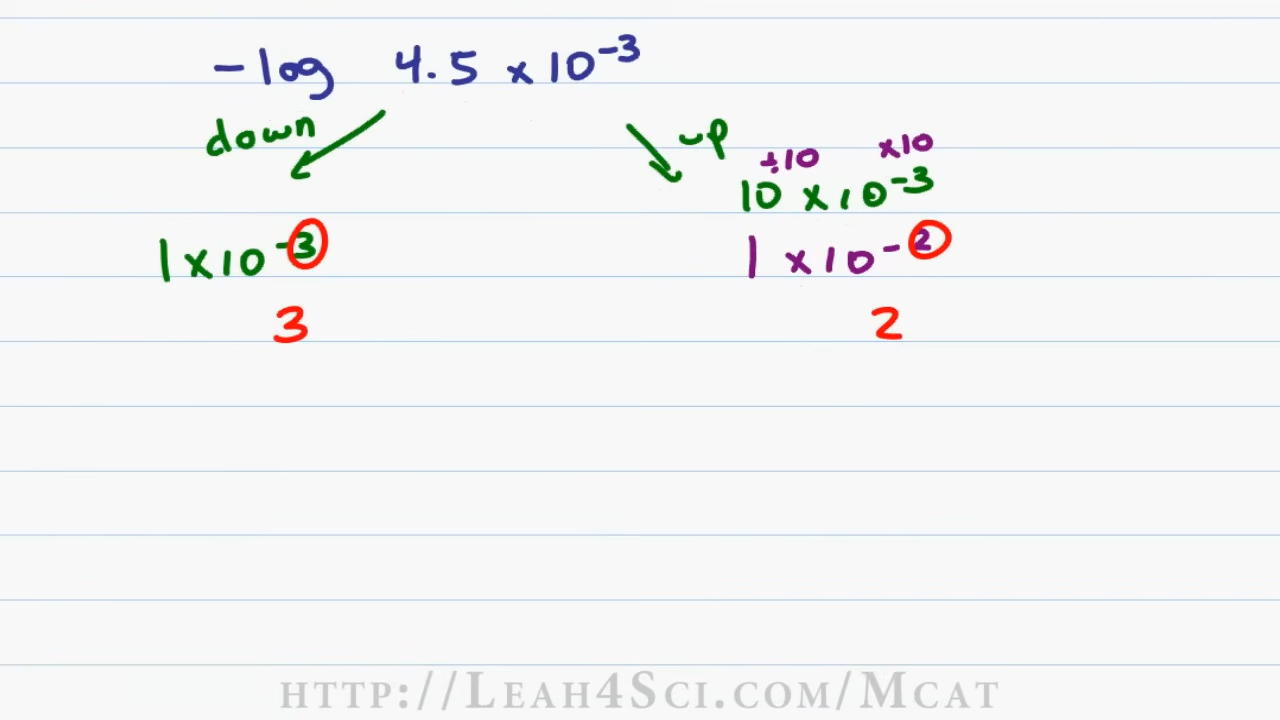 -log 4.5 x 10⁻³
down
up
÷10 x10
10 x 10⁻³
1 x 10⁻³
1 x 10⁻²
3
2
http://Leah4Sci.com/Mcat